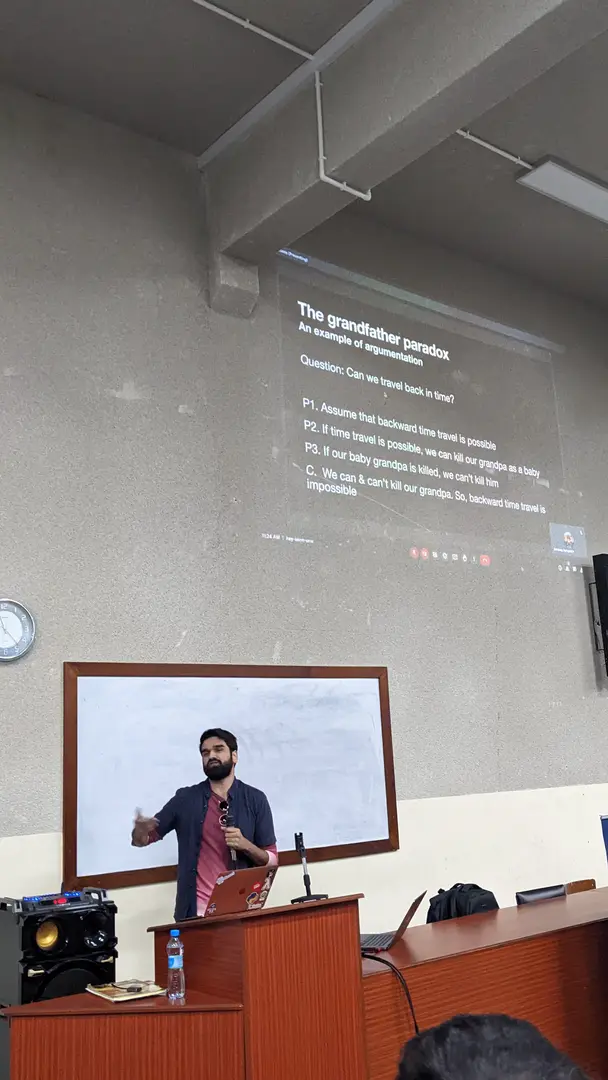 The grandfather paradox
An example of argumentation
Question: Can we travel back in time?
P1. Assume that backward time travel is possible
P2. If time travel is possible, we can kill our grandpa as a baby
P3. If our baby grandpa is killed, we can't kill him
C. We can & can't kill our grandpa. So, backward time travel is
impossible